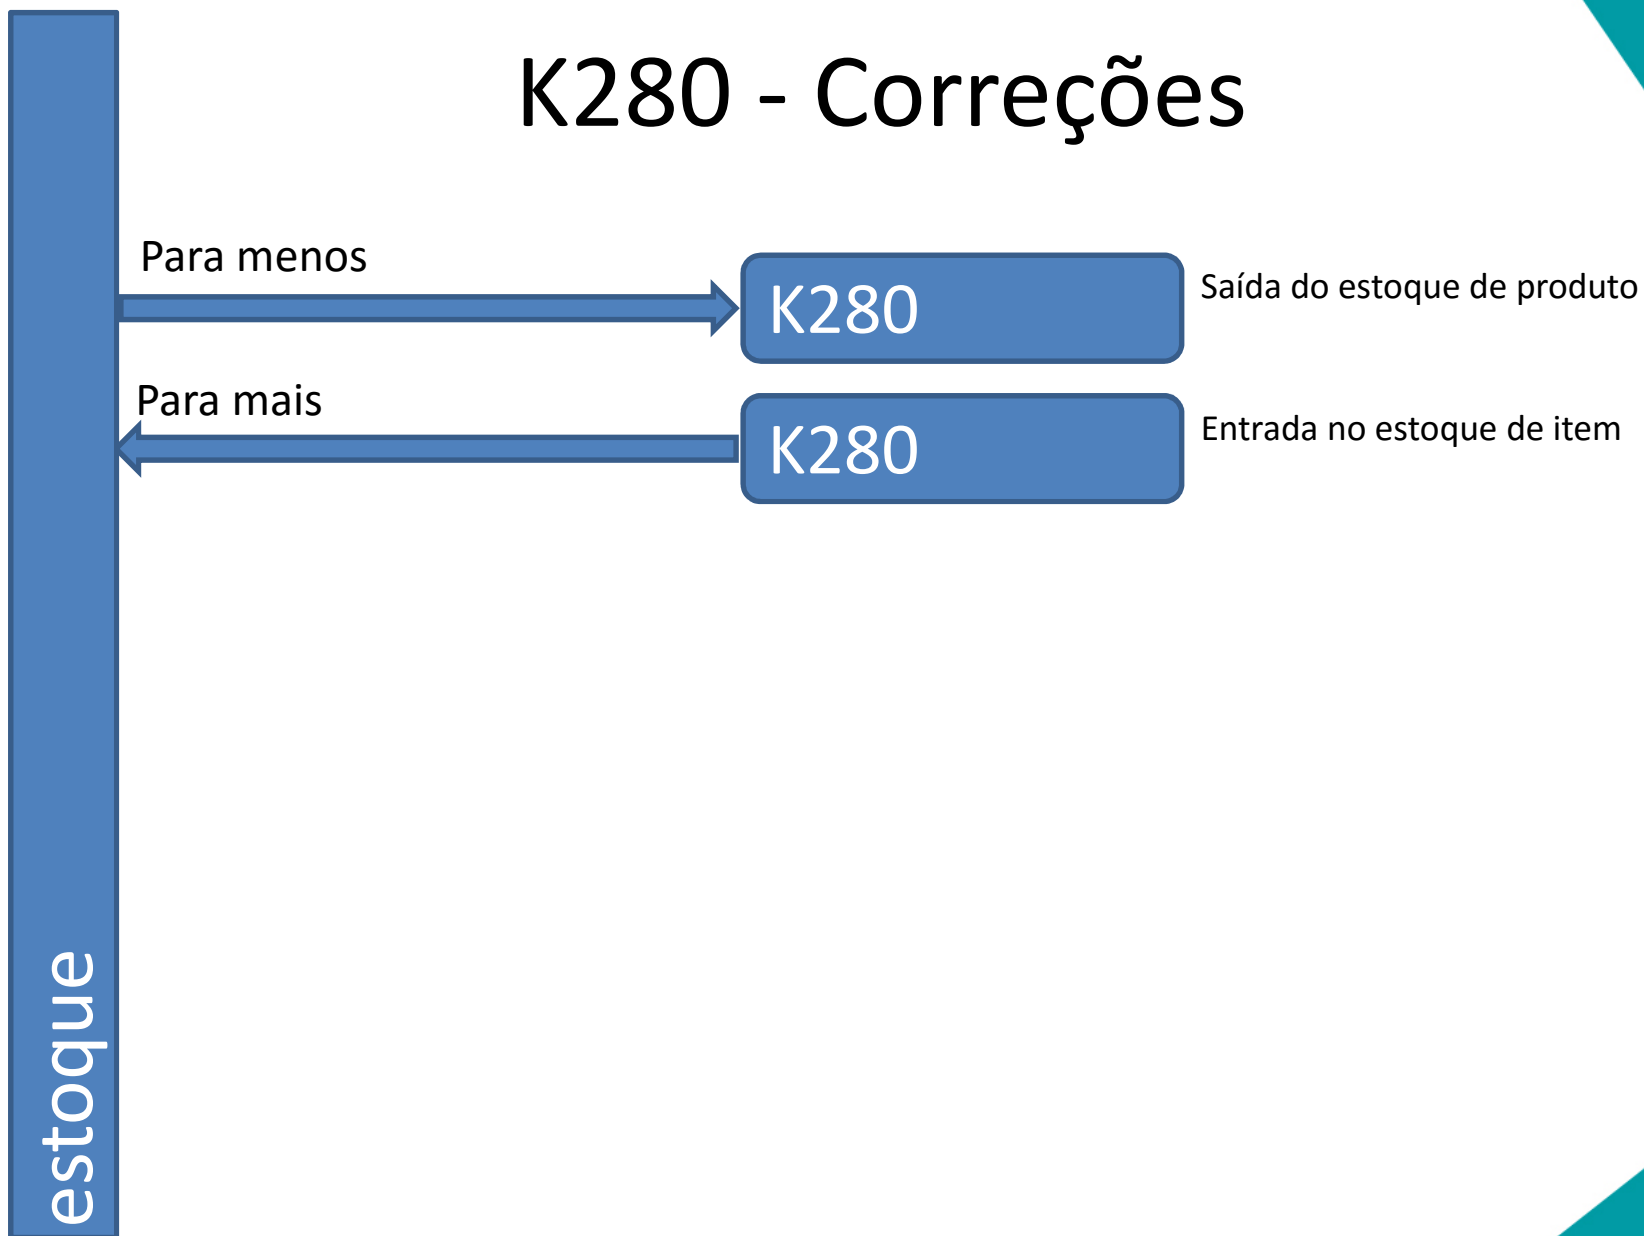 K280 - Correções
Para menos
K280
Saída do estoque de produto
Para mais
K280
Entrada no estoque de item
estoque